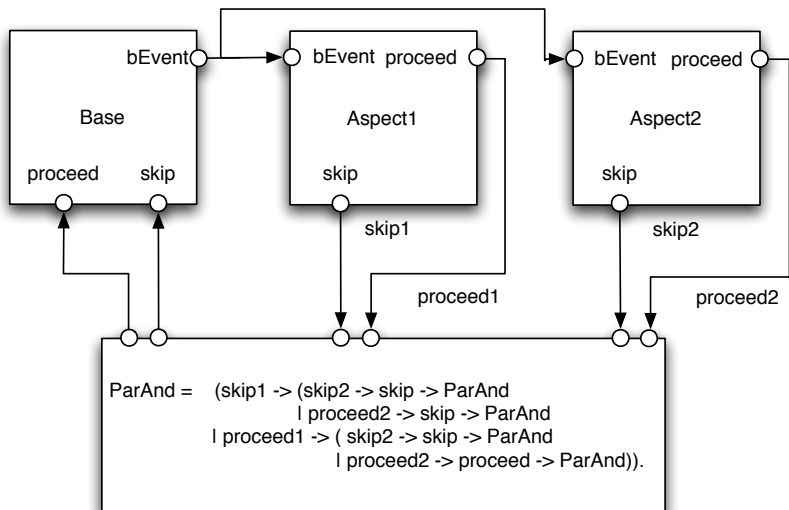 bEvent
bEvent proceed
bEvent proceed
Base
Aspect1
Aspect2
proceed skip
skip
skip
skip1
skip2
proceed1
proceed2
ParAnd = (skip1 -> (skip2 -> skip -> ParAnd
| proceed2 -> skip -> ParAnd
| proceed1 -> ( skip2 -> skip -> ParAnd
| proceed2 -> proceed -> ParAnd)).